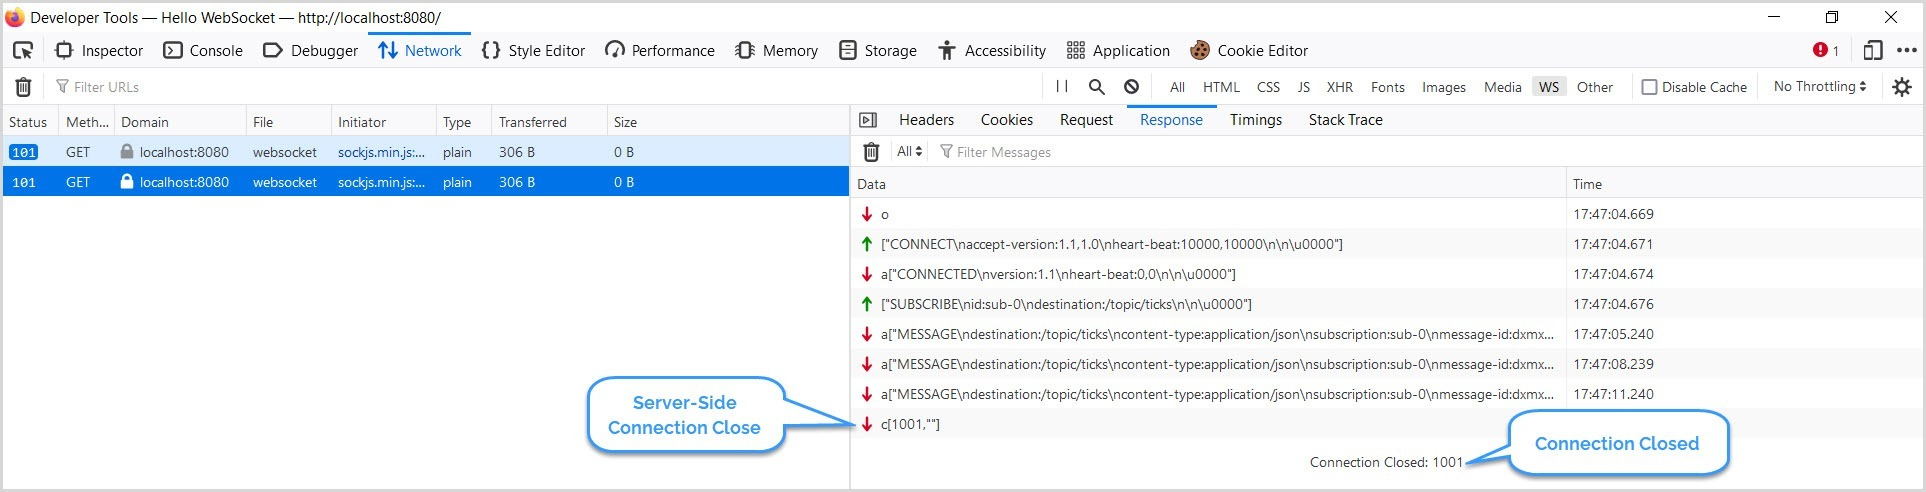 Developer Tools — Hello WebSocket — http://localhost:8080/
Inspector Console Debugger Network Style Editor Performance Memory Storage Accessibility Application Cookie Editor 1
Filter URLs All HTML CSS JS XHR Fonts Images Media WS Other Disable Cache No Throttling
Status Meth... Domain File Initiator Type Transferred Size
101 GET localhost:8080 websocket sockjs.min.js:... plain 306 B 0 B
101 GET localhost:8080 websocket sockjs.min.js:... plain 306 B 0 B
Headers Cookies Request Response Timings Stack Trace
All Filter Messages
Data Time
o 17:47:04.669
["CONNECT\naccept-version:1.1,1.0\nheart-beat:10000,10000\n\n\u0000"] 17:47:04.671
a["CONNECTED\nversion:1.1\nheart-beat:0,0\n\n\u0000"] 17:47:04.674
["SUBSCRIBE\nid:sub-0\ndestination:/topic/ticks\n\n\u0000"] 17:47:04.676
a["MESSAGE\ndestination:/topic/ticks\ncontent-type:application/json\nsubscription:sub-0\nmessage-id:dxmx... 17:47:05.240
a["MESSAGE\ndestination:/topic/ticks\ncontent-type:application/json\nsubscription:sub-0\nmessage-id:dxmx... 17:47:08.239
a["MESSAGE\ndestination:/topic/ticks\ncontent-type:application/json\nsubscription:sub-0\nmessage-id:dxmx... 17:47:11.240
Server-Side
Connection Close
c[1001,""]
Connection Closed: 1001
Connection Closed